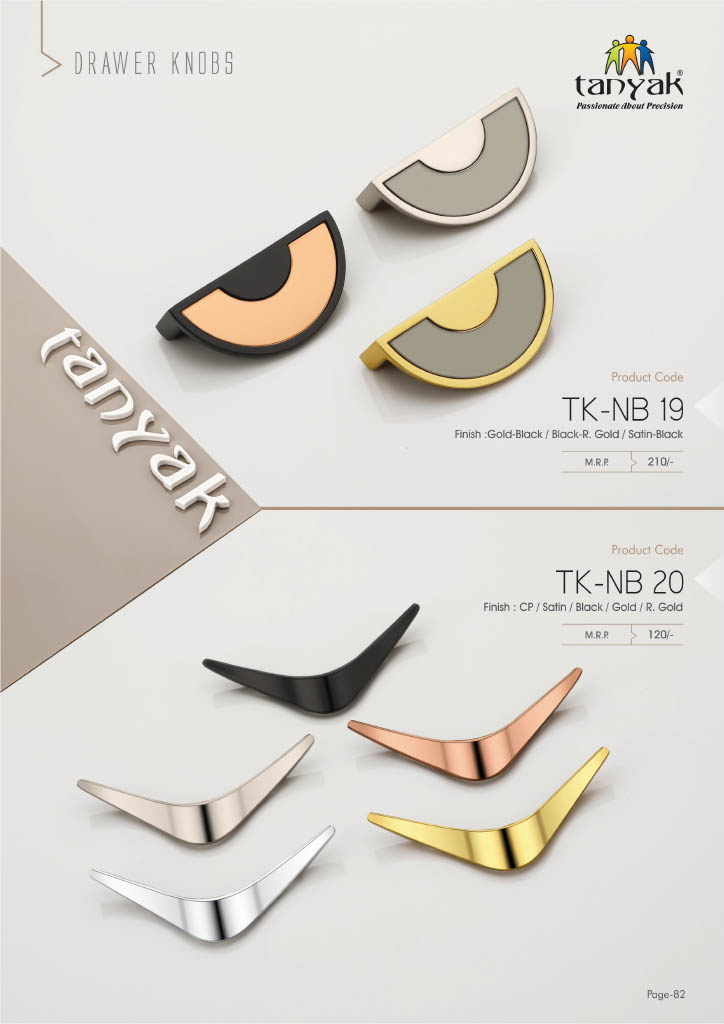 DRAWER KNOBS
tanyak®
Passionate About Precision
tanyak
Product Code
TK-NB 19
Finish :Gold-Black / Black-R. Gold / Satin-Black
M.R.P. 210/-
Product Code
TK-NB 20
Finish : CP / Satin / Black / Gold / R. Gold
M.R.P. 120/-
Page-82